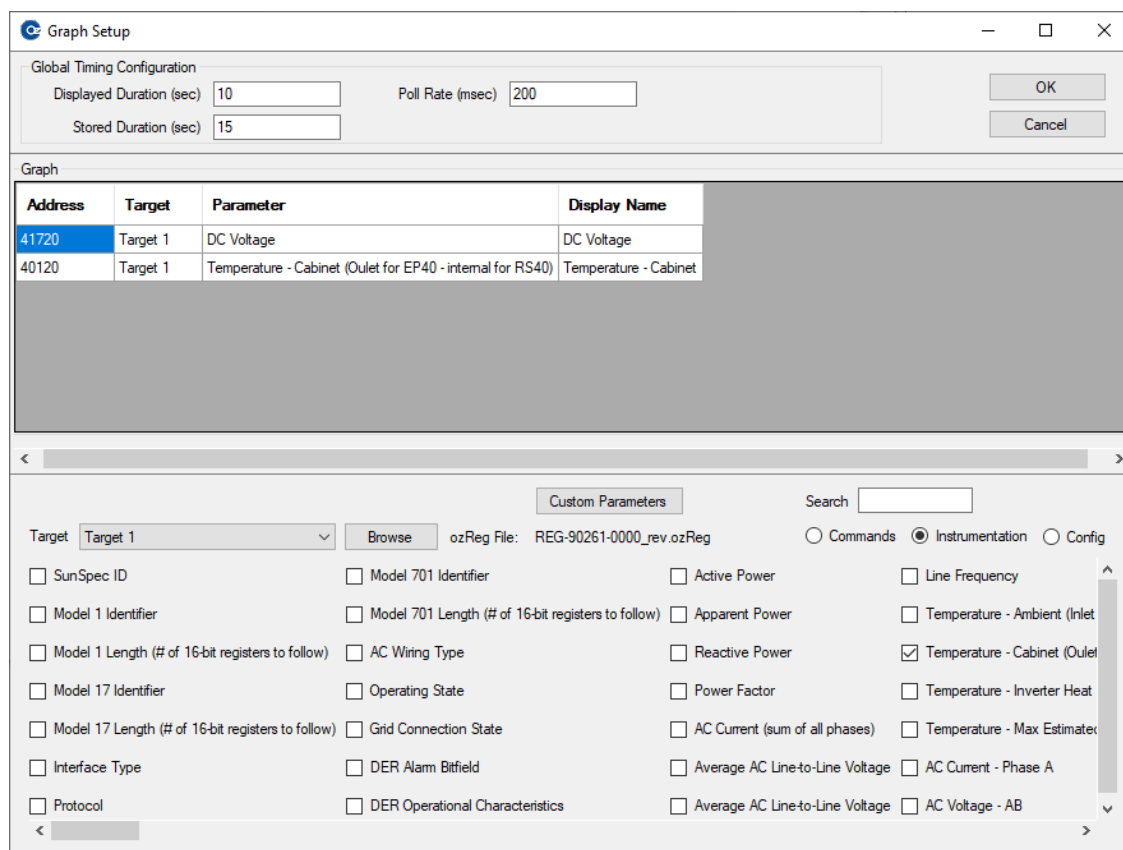 Graph Setup
Global Timing Configuration
Displayed Duration (sec) 10 Poll Rate (msec) 200 OK
Stored Duration (sec) 15 Cancel
Graph
Address Target Parameter Display Name
41720 Target 1 DC Voltage DC Voltage
40120 Target 1 Temperature - Cabinet (Oulet for EP40 - internal for RS40) Temperature - Cabinet
Custom Parameters Search
Target Target 1 Browse ozReg File: REG-90261-0000_rev.ozReg Commands Instrumentation Config
SunSpec ID Model 701 Identifier Active Power Line Frequency
Model 1 Identifier Model 701 Length (# of 16-bit registers to follow) Apparent Power Temperature - Ambient (Inlet
Model 1 Length (# of 16-bit registers to follow) AC Wiring Type Reactive Power Temperature - Cabinet (Oulet
Model 17 Identifier Operating State Power Factor Temperature - Inverter Heat
Model 17 Length (# of 16-bit registers to follow) Grid Connection State AC Current (sum of all phases) Temperature - Max Estimated
Interface Type DER Alarm Bitfield Average AC Line-to-Line Voltage AC Current - Phase A
Protocol DER Operational Characteristics Average AC Line-to-Line Voltage AC Voltage - AB